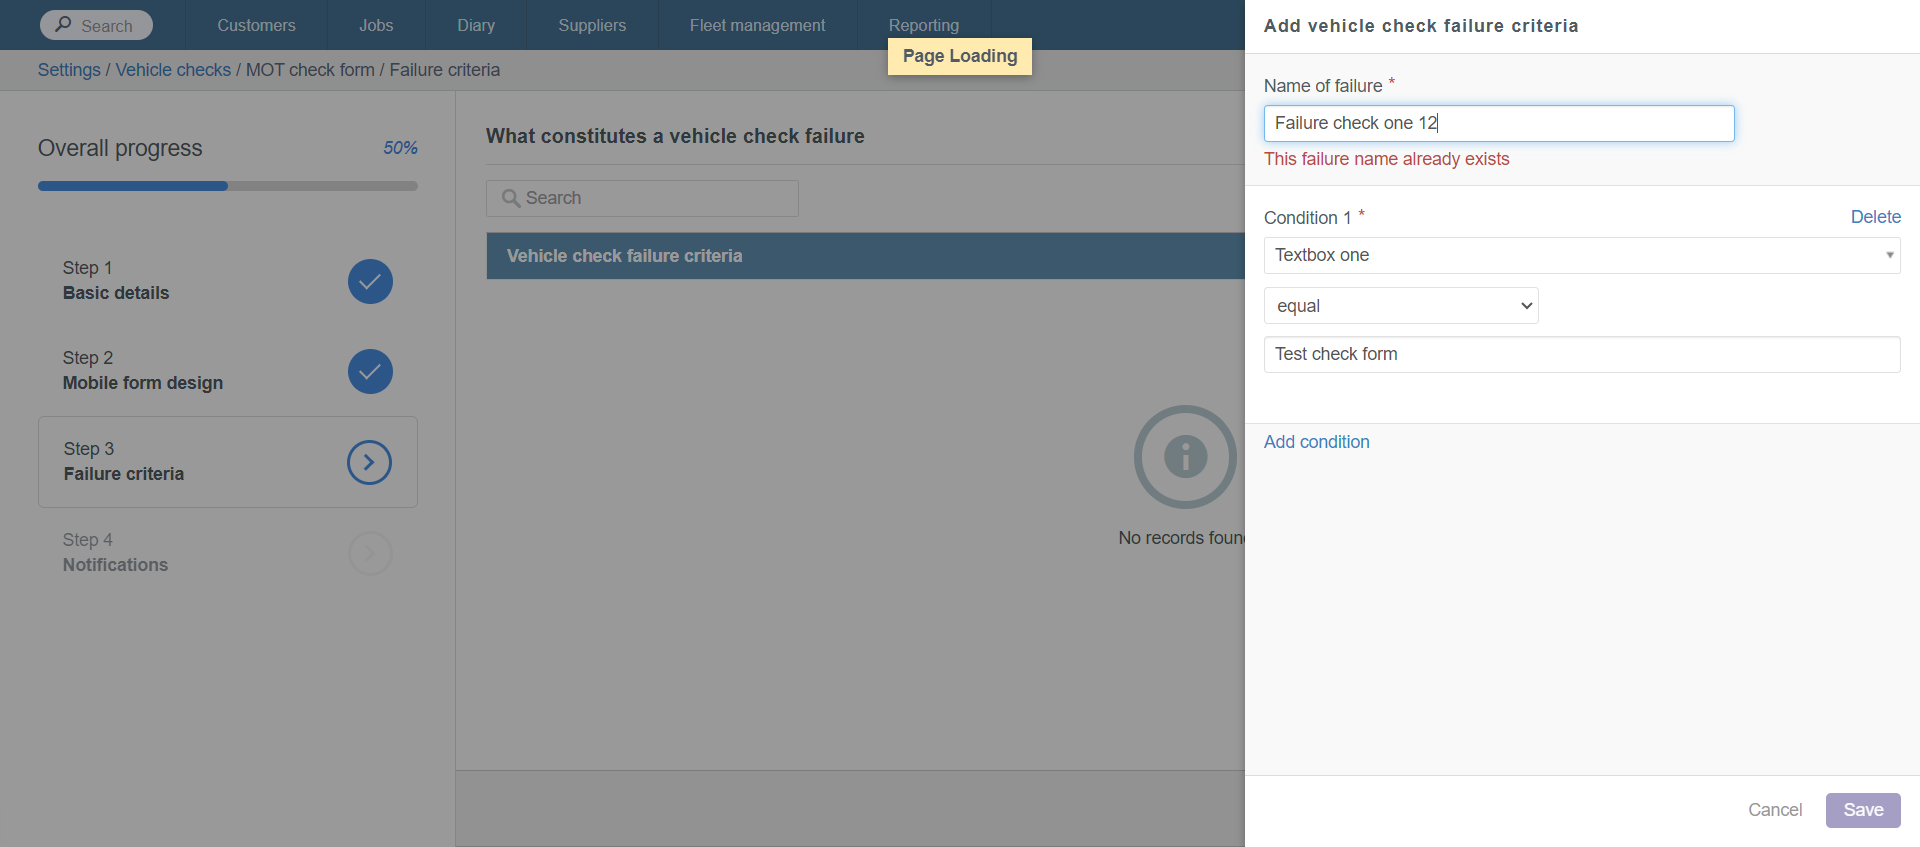 Search
Customers
Jobs
Diary
Suppliers
Fleet management
Reporting
Page Loading
Settings / Vehicle checks / MOT check form / Failure criteria
Overall progress
50%
Step 1
Basic details
Step 2
Mobile form design
Step 3
Failure criteria
Step 4
Notifications
What constitutes a vehicle check failure
Search
Vehicle check failure criteria
No records foun
Add vehicle check failure criteria
Name of failure *
Failure check one 12
This failure name already exists
Condition 1 *
Delete
Textbox one
equal
Test check form
Add condition
Cancel
Save